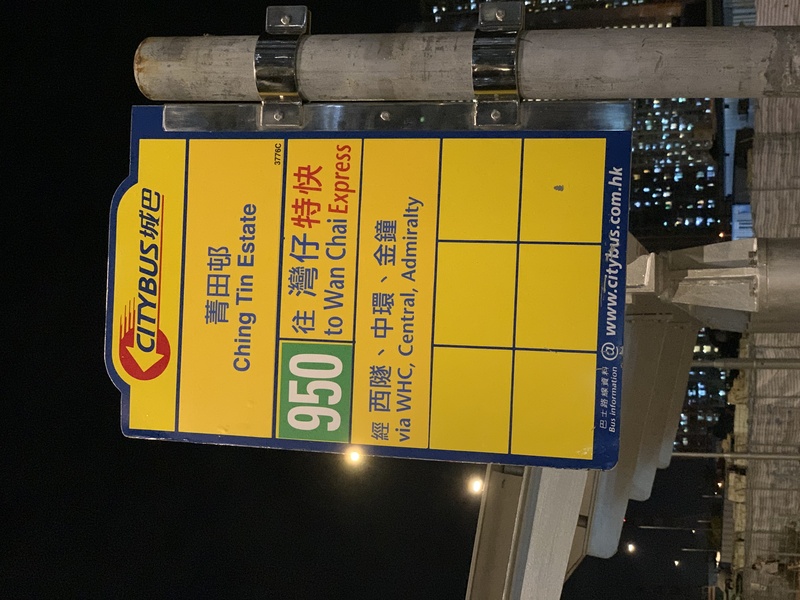 CITYBUS城巴
菁田邨
Ching Tin Estate
3776C
950
往 灣仔特快
to Wan Chai Express
經 西隧、中環、金鐘
via WHC, Central, Admiralty
巴士路線資料
Bus information
@ www.citybus.com.hk